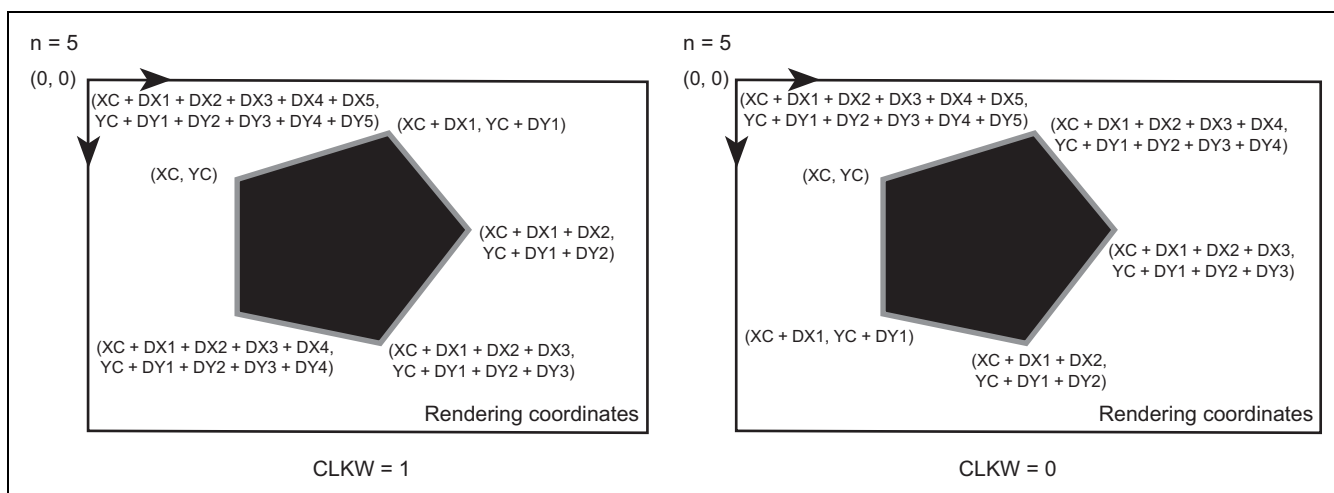 n = 5
(0, 0)
(XC + DX1 + DX2 + DX3 + DX4 + DX5,
YC + DY1 + DY2 + DY3 + DY4 + DY5)
(XC + DX1, YC + DY1)
(XC, YC)
(XC + DX1 + DX2,
YC + DY1 + DY2)
(XC + DX1 + DX2 + DX3 + DX4,
YC + DY1 + DY2 + DY3 + DY4)
(XC + DX1 + DX2 + DX3,
YC + DY1 + DY2 + DY3)
Rendering coordinates
CLKW = 1
n = 5
(0, 0)
(XC + DX1 + DX2 + DX3 + DX4 + DX5,
YC + DY1 + DY2 + DY3 + DY4 + DY5)
(XC + DX1 + DX2 + DX3 + DX4,
YC + DY1 + DY2 + DY3 + DY4)
(XC, YC)
(XC + DX1 + DX2 + DX3,
YC + DY1 + DY2 + DY3)
(XC + DX1, YC + DY1)
(XC + DX1 + DX2,
YC + DY1 + DY2)
Rendering coordinates
CLKW = 0